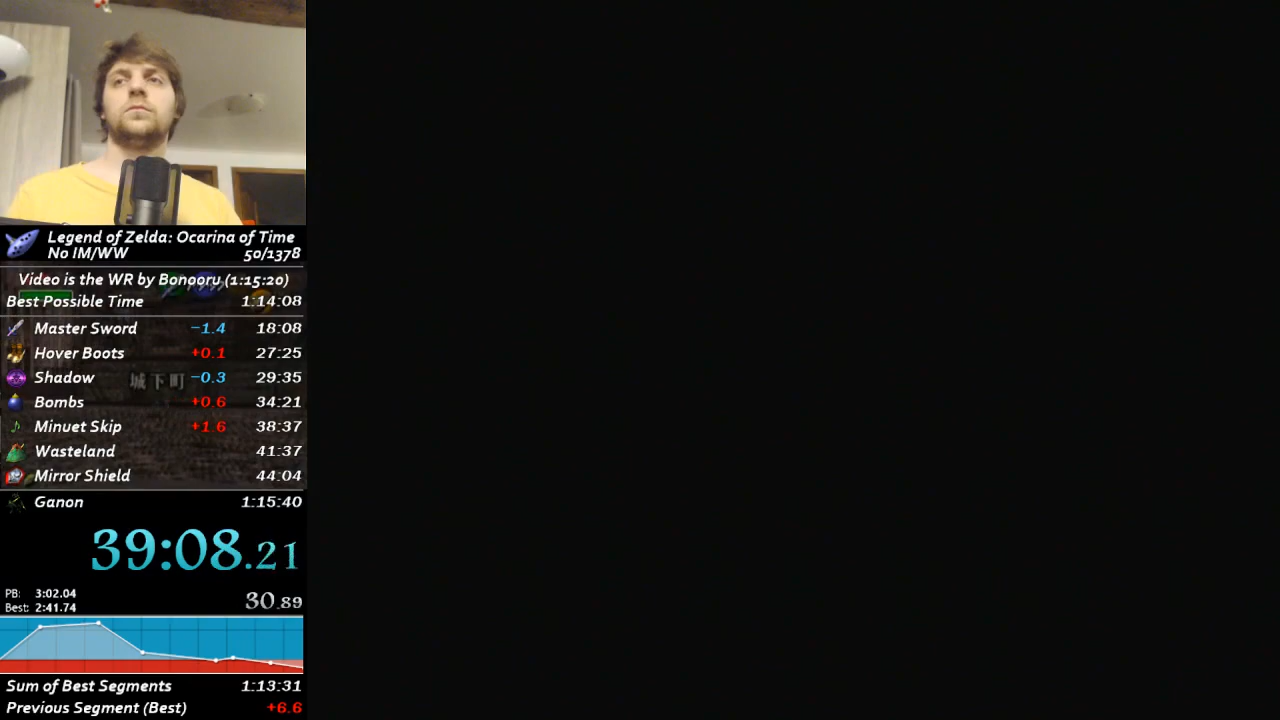 Legend of Zelda: Ocarina of Time
No IM/WW 50/1378
Video is the WR by Bonooru (1:15:20)
Best Possible Time 1:14:08
Master Sword −1.4 18:08
Hover Boots +0.1 27:25
Shadow 城下町 −0.3 29:35
Bombs +0.6 34:21
Minuet Skip +1.6 38:37
Wasteland 41:37
Mirror Shield 44:04
Ganon 1:15:40
39:08.21
PB: 3:02.04
Best: 2:41.74
30.89
Sum of Best Segments 1:13:31
Previous Segment (Best) +6.6